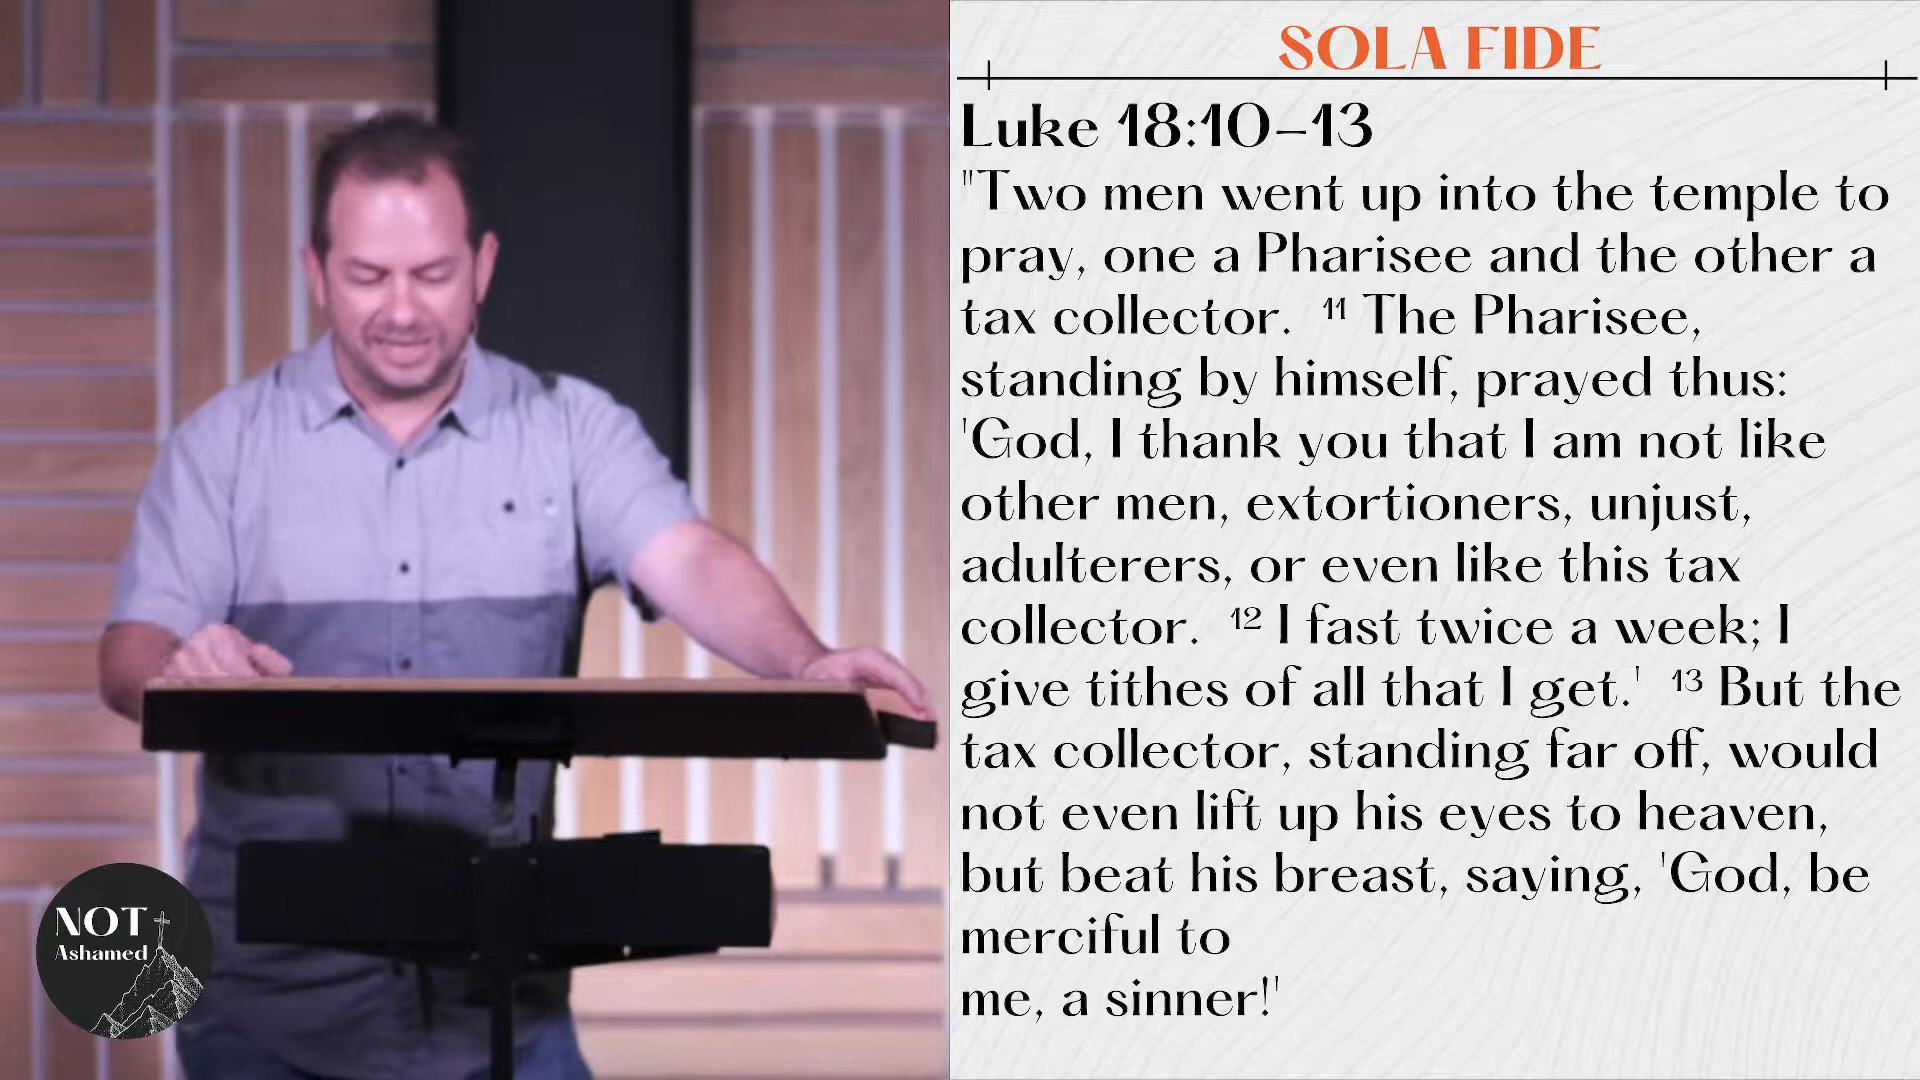 SOLA FIDE
Luke 18:10–13
"Two men went up into the temple to
pray, one a Pharisee and the other a
tax collector. ¹¹ The Pharisee,
standing by himself, prayed thus:
'God, I thank you that I am not like
other men, extortioners, unjust,
adulterers, or even like this tax
collector. ¹² I fast twice a week; I
give tithes of all that I get.' ¹³ But the
tax collector, standing far off, would
not even lift up his eyes to heaven,
but beat his breast, saying, 'God, be
merciful to
me, a sinner!'
NOT
Ashamed